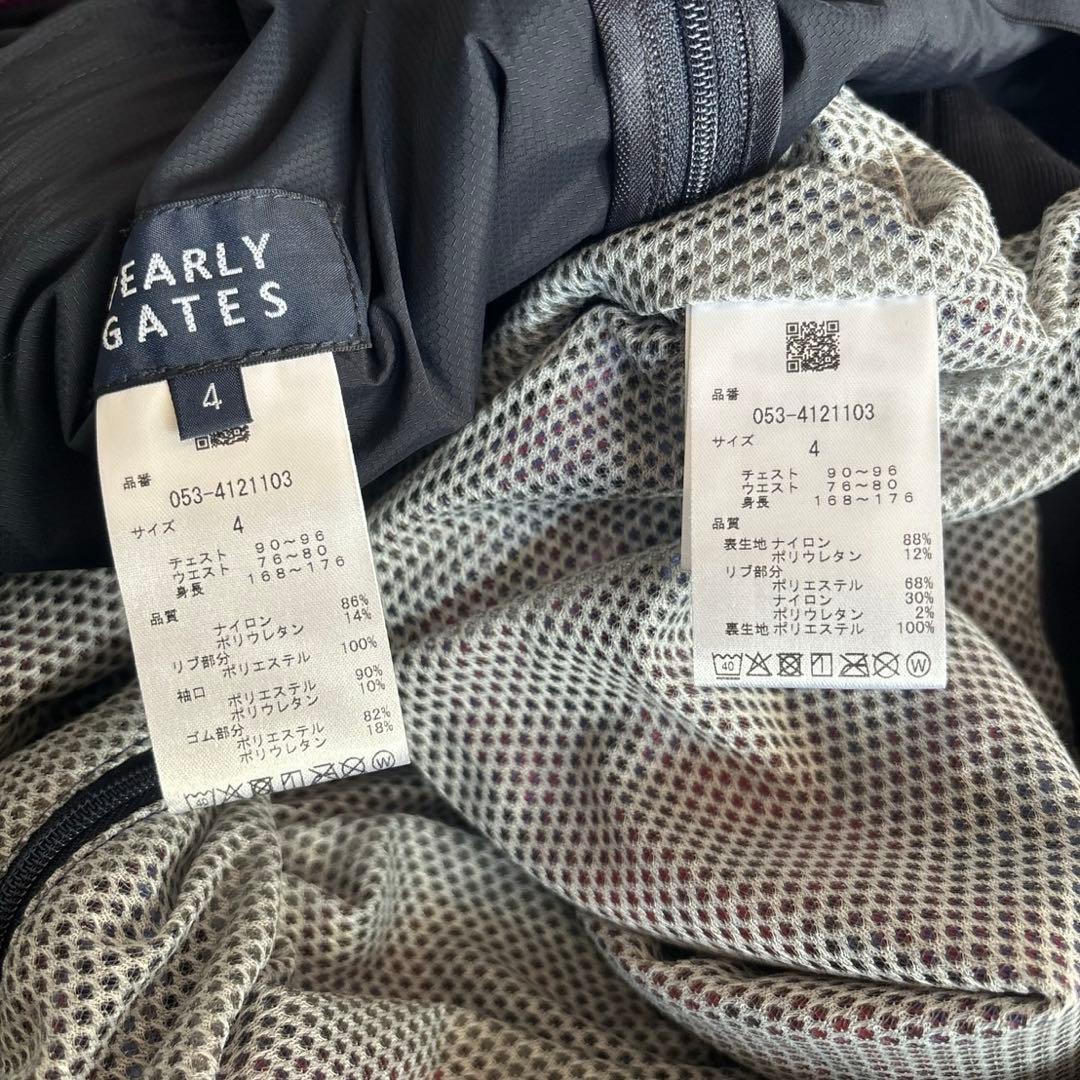 PEARLY
GATES
4
品番
053-4121103
サイズ
4
チェスト 90〜96
ウエスト 76〜80
身長 168〜176
品質
ナイロン 86%
ポリウレタン 14%
リブ部分
ポリエステル 100%
袖口
ポリエステル 90%
ポリウレタン 10%
ゴム部分
ポリエステル 82%
ポリウレタン 18%
40
W
品番
053-4121103
サイズ
4
チェスト 90〜96
ウエスト 76〜80
身長 168〜176
品質
表生地 ナイロン 88%
ポリウレタン 12%
リブ部分
ポリエステル 68%
ナイロン 30%
ポリウレタン 2%
裏生地 ポリエステル 100%
40
W